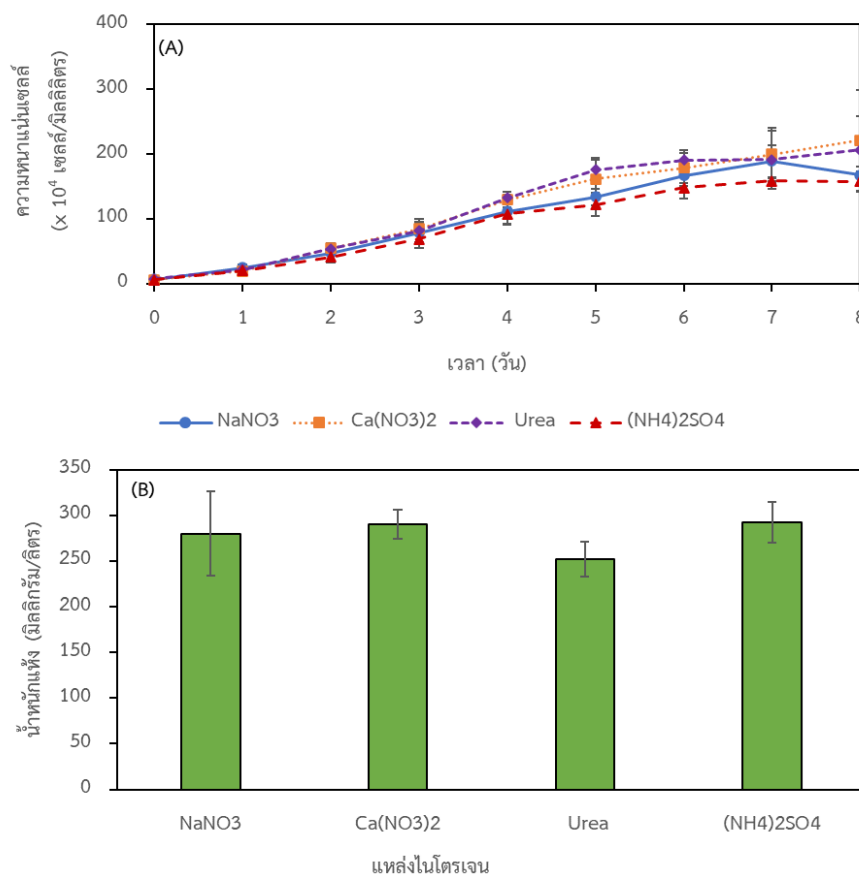 400
(A)
300
200
100
0
ความหนาแน่นเซลล์
(x 10⁴ เซลล์/มิลลิลิตร)
0 1 2 3 4 5 6 7 8
เวลา (วัน)
NaNO3 Ca(NO3)2 Urea (NH4)2SO4
350
(B)
300
250
200
150
100
50
0
น้ำหนักแห้ง (มิลลิกรัม/ลิตร)
NaNO3 Ca(NO3)2 Urea (NH4)2SO4
แหล่งไนโตรเจน